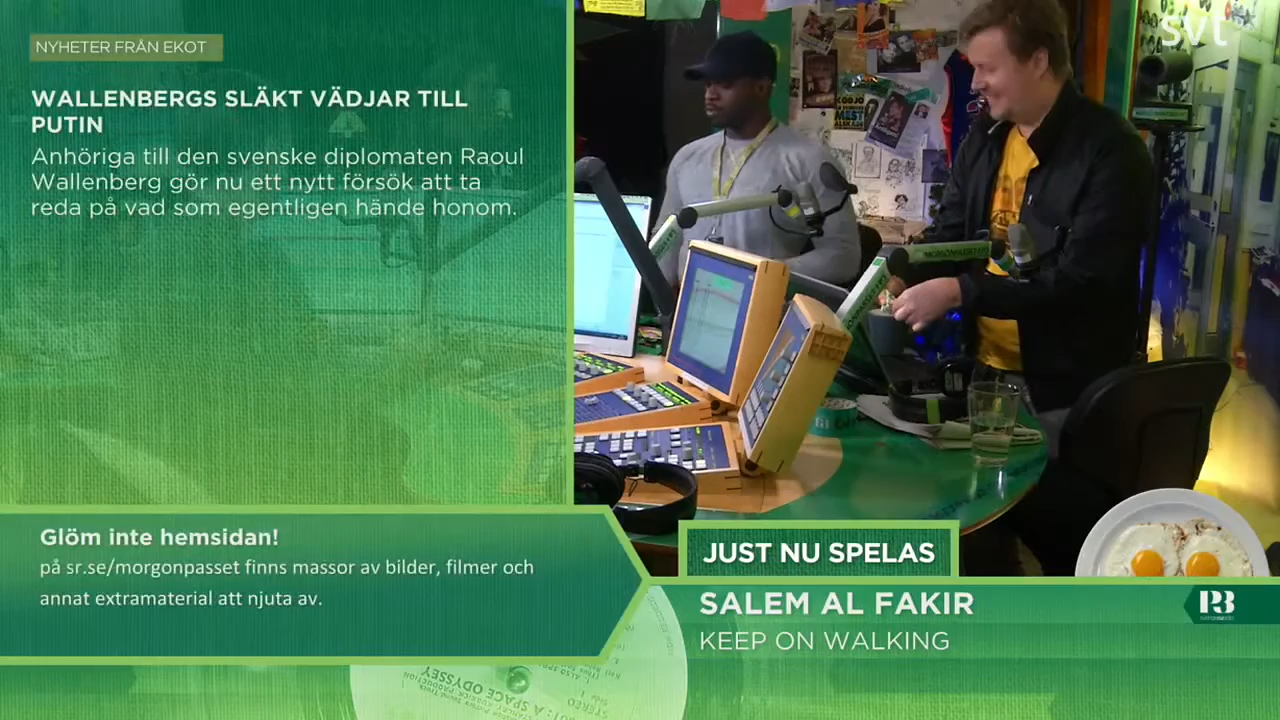 NYHETER FRÅN EKOT
WALLENBERGS SLÄKT VÄDJAR TILL
PUTIN
Anhöriga till den svenske diplomaten Raoul
Wallenberg gör nu ett nytt försök att ta
reda på vad som egentligen hände honom.
svt
Glöm inte hemsidan!
på sr.se/morgonpasset finns massor av bilder, filmer och
annat extramaterial att njuta av.
JUST NU SPELAS
SALEM AL FAKIR
KEEP ON WALKING
P3
A SPACE ODYSSEY
STEREO